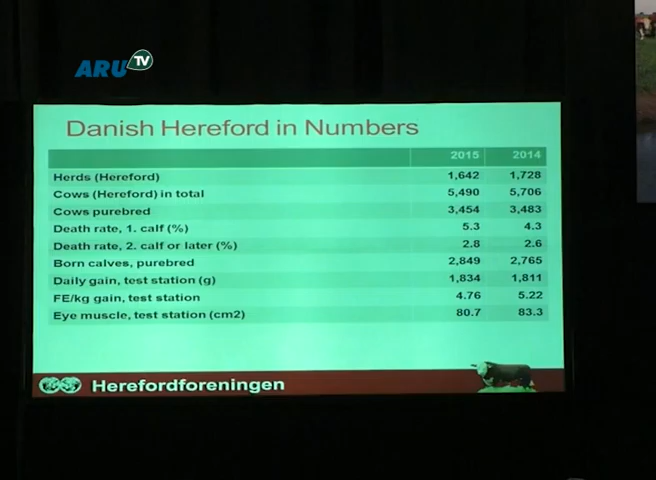 ARU TV
Danish Hereford in Numbers
2015 2014
Herds (Hereford) 1,642 1,728
Cows (Hereford) in total 5,490 5,706
Cows purebred 3,454 3,483
Death rate, 1. calf (%) 5.3 4.3
Death rate, 2. calf or later (%) 2.8 2.6
Born calves, purebred 2,849 2,765
Daily gain, test station (g) 1,834 1,811
FE/kg gain, test station 4.76 5.22
Eye muscle, test station (cm2) 80.7 83.3
Herefordforeningen